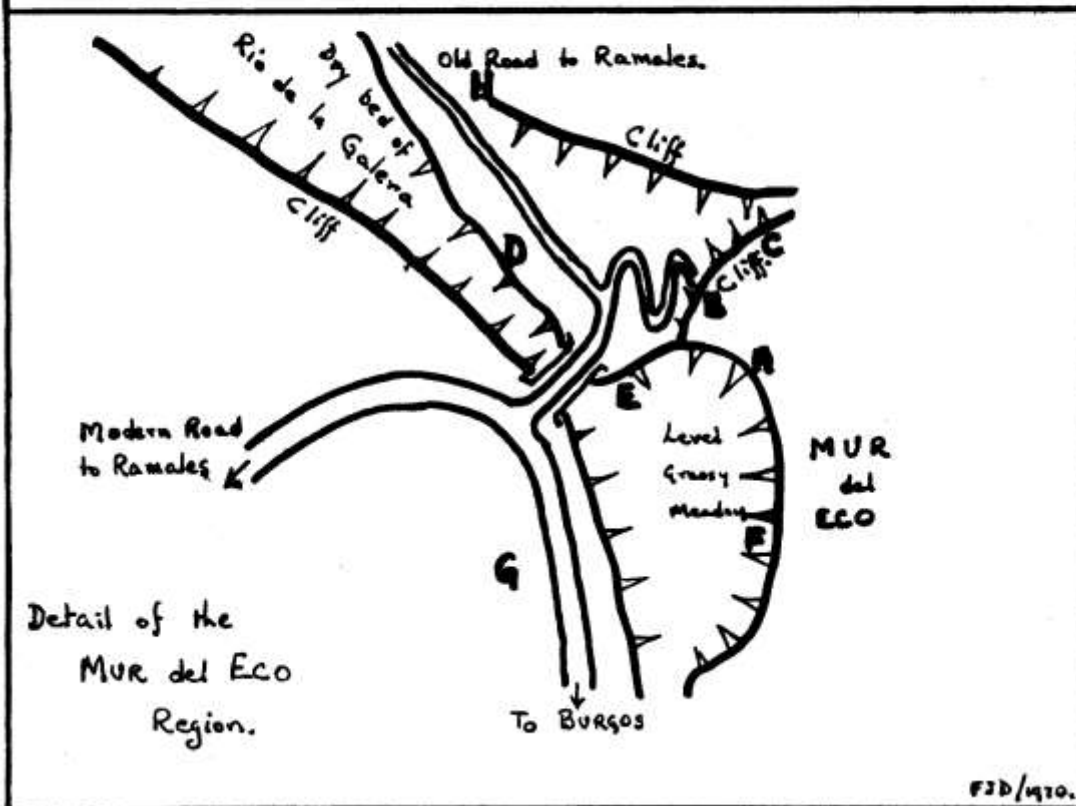 Old Road to Ramales.
H
Dry bed of
Rio de la Galera
Cliff
Cliff
D
C
Cliff.
B
A
E
Modern Road
to Ramales
Level
Grassy
Meadow
MUR
del
ECO
F
G
Detail of the
MUR del ECO
Region.
To BURGOS
FJD/1970.